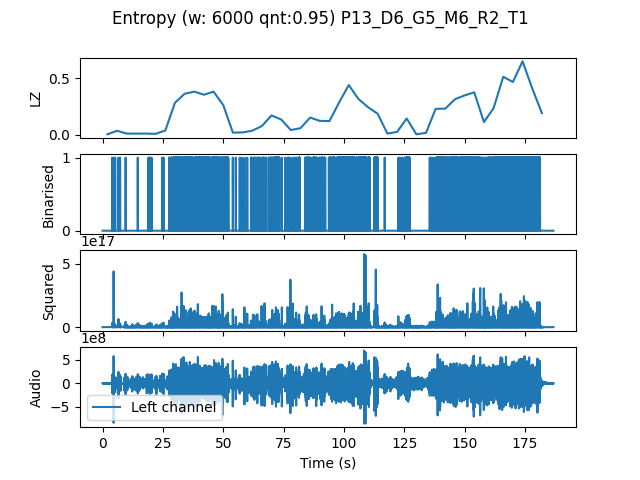 Entropy (w: 6000 qnt:0.95) P13_D6_G5_M6_R2_T1
LZ
0.5
0.0
Binarised
1
0
1e17
Squared
5
0
1e8
Audio
5
0
−5
Left channel
0 25 50 75 100 125 150 175
Time (s)